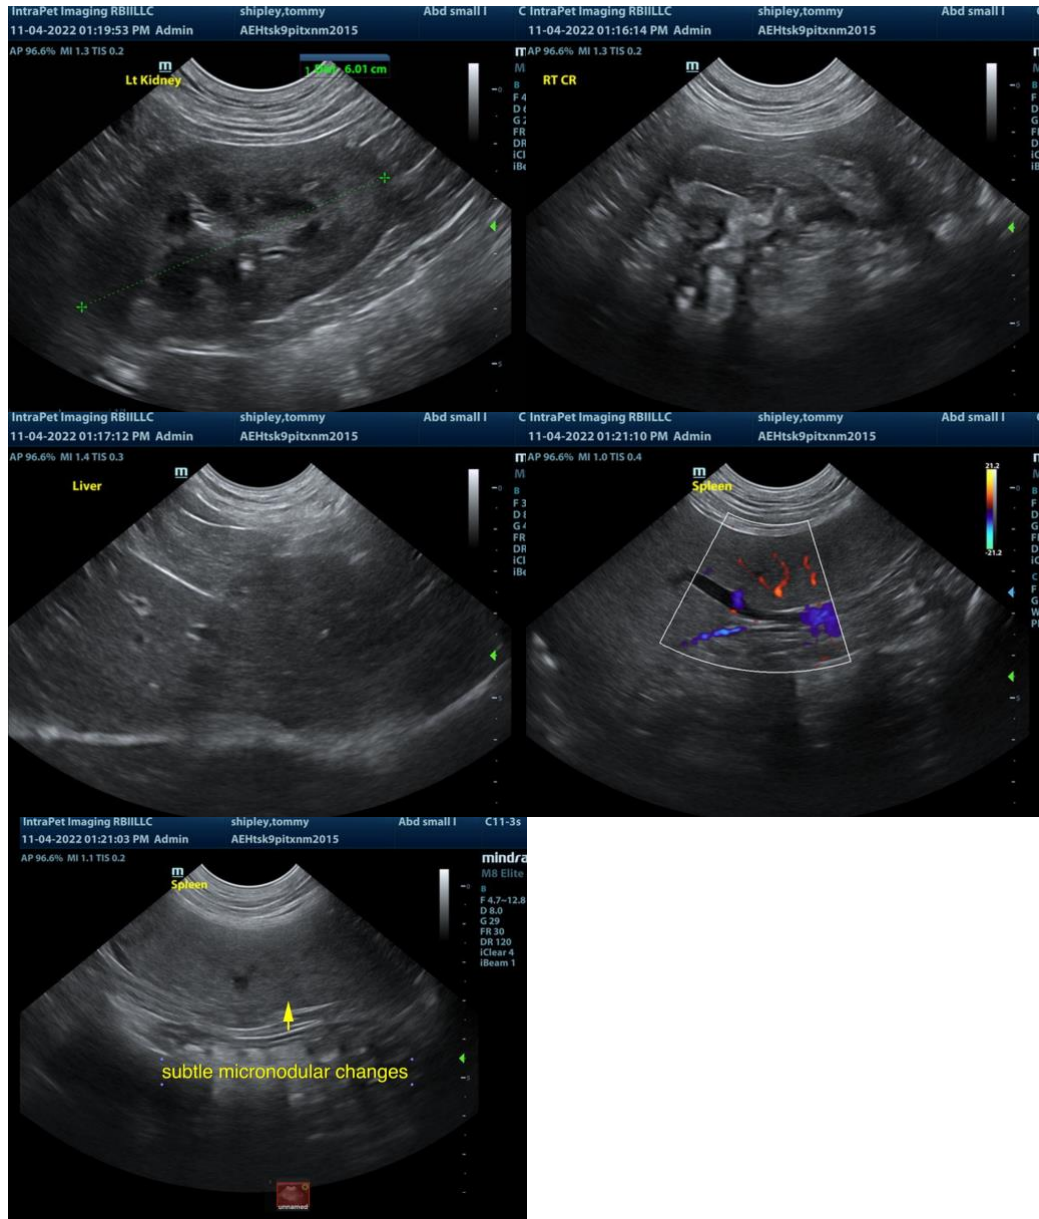 IntraPet Imaging RBIILLC shipley,tommy Abd small I C
11-04-2022 01:19:53 PM Admin AEHtsk9pitxnm2015
AP 96.6% MI 1.3 TIS 0.2
m
Lt Kidney
6.01 cm
IntraPet Imaging RBIILLC shipley,tommy Abd small I C
11-04-2022 01:16:14 PM Admin AEHtsk9pitxnm2015
AP 96.6% MI 1.3 TIS 0.2
m
RT CR
IntraPet Imaging RBIILLC shipley,tommy Abd small I C
11-04-2022 01:17:12 PM Admin AEHtsk9pitxnm2015
AP 96.6% MI 1.4 TIS 0.3
m
Liver
IntraPet Imaging RBIILLC shipley,tommy Abd small I C
11-04-2022 01:21:10 PM Admin AEHtsk9pitxnm2015
AP 96.6% MI 1.0 TIS 0.4
m
Spleen
21.2
-21.2
IntraPet Imaging RBIILLC shipley,tommy Abd small I C11-3s
11-04-2022 01:21:03 PM Admin AEHtsk9pitxnm2015
AP 96.6% MI 1.1 TIS 0.2
m
Spleen
mindra
M8 Elite
B
F 4.7~12.8
D 8.0
G 29
FR 30
DR 120
iClear 4
iBeam 1
subtle micronodular changes
unnamed